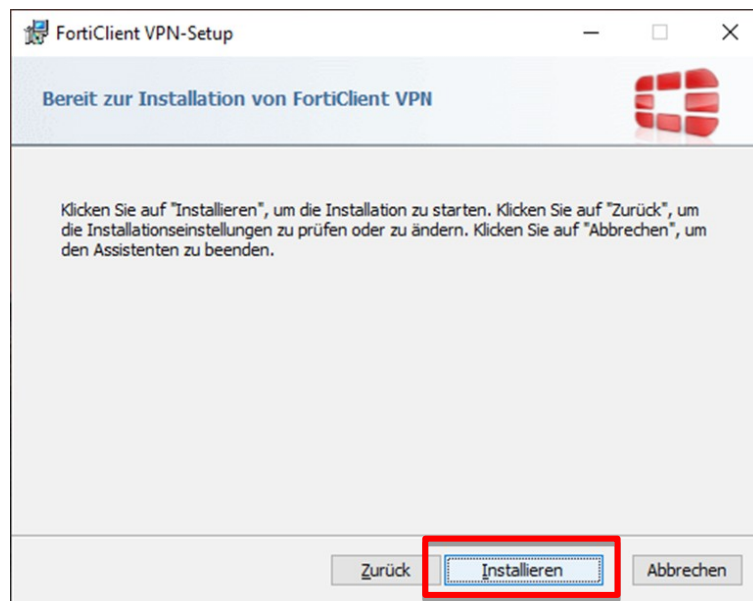 FortiClient VPN-Setup
Bereit zur Installation von FortiClient VPN
Klicken Sie auf "Installieren", um die Installation zu starten. Klicken Sie auf "Zurück", um
die Installationseinstellungen zu prüfen oder zu ändern. Klicken Sie auf "Abbrechen", um
den Assistenten zu beenden.
Zurück Installieren Abbrechen